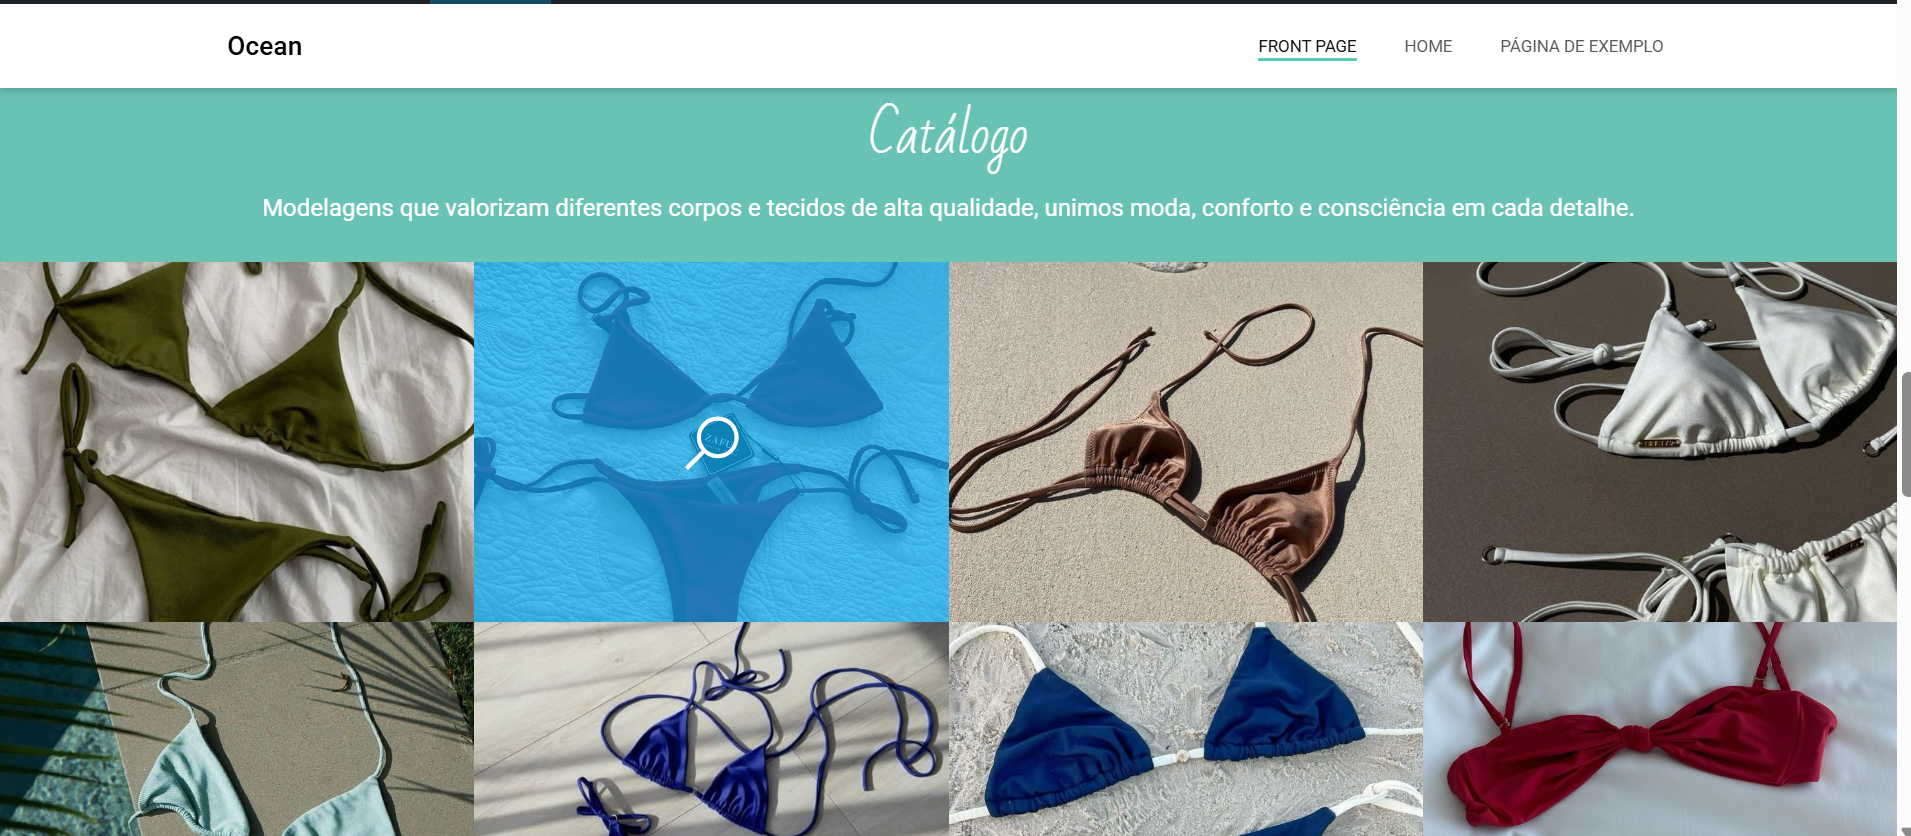 Ocean
FRONT PAGE HOME PÁGINA DE EXEMPLO
Catálogo
Modelagens que valorizam diferentes corpos e tecidos de alta qualidade, unimos moda, conforto e consciência em cada detalhe.